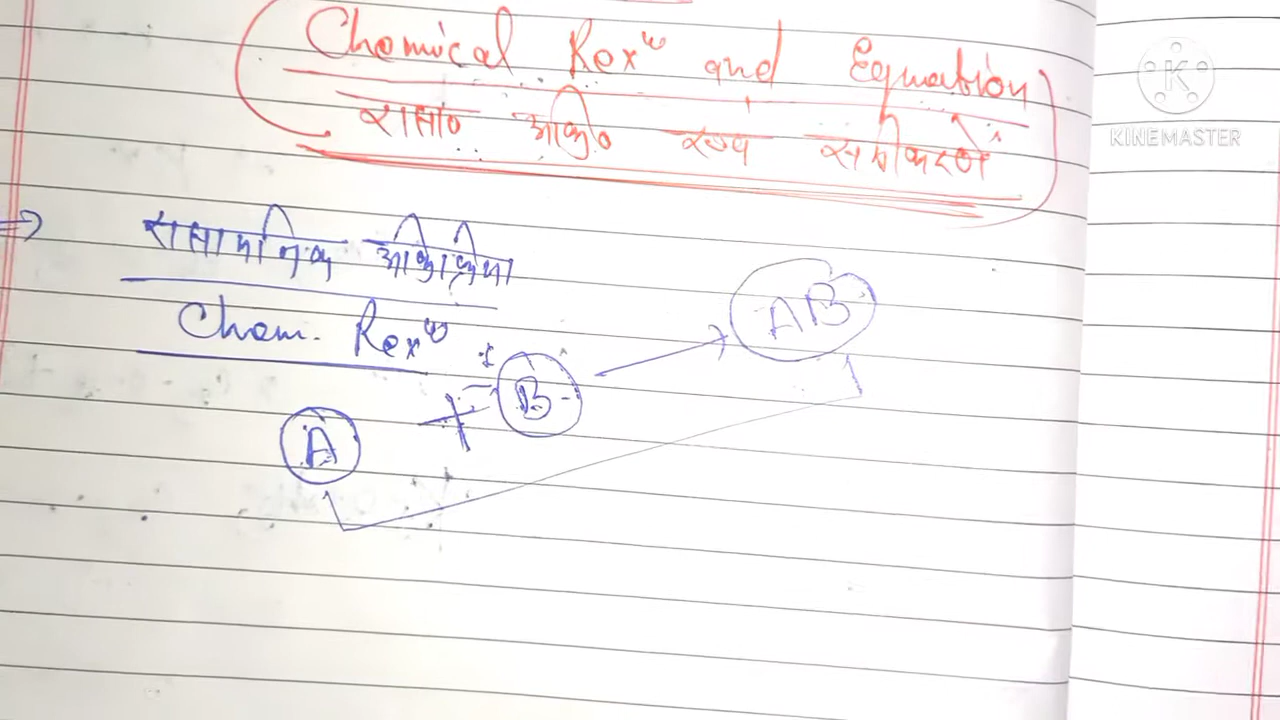 Chemical Rexⁿ and Equation
रासा० अभि० एवं समीकरणें
KINEMASTER
⇒ रासायनिक अभिक्रिया
Chem. Rexⁿ
A + B → AB